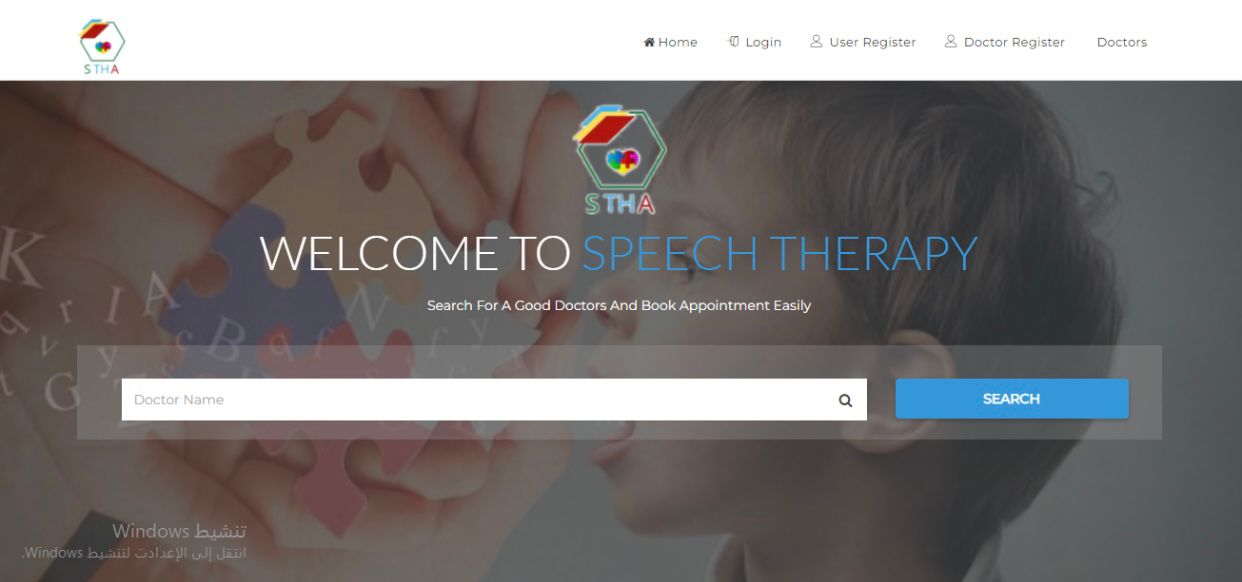 STHA
Home Login User Register Doctor Register Doctors
STHA
WELCOME TO SPEECH THERAPY
Search For A Good Doctors And Book Appointment Easily
Doctor Name
SEARCH
تنشيط Windows
انتقل إلى الإعدادت لتنشيط Windows.